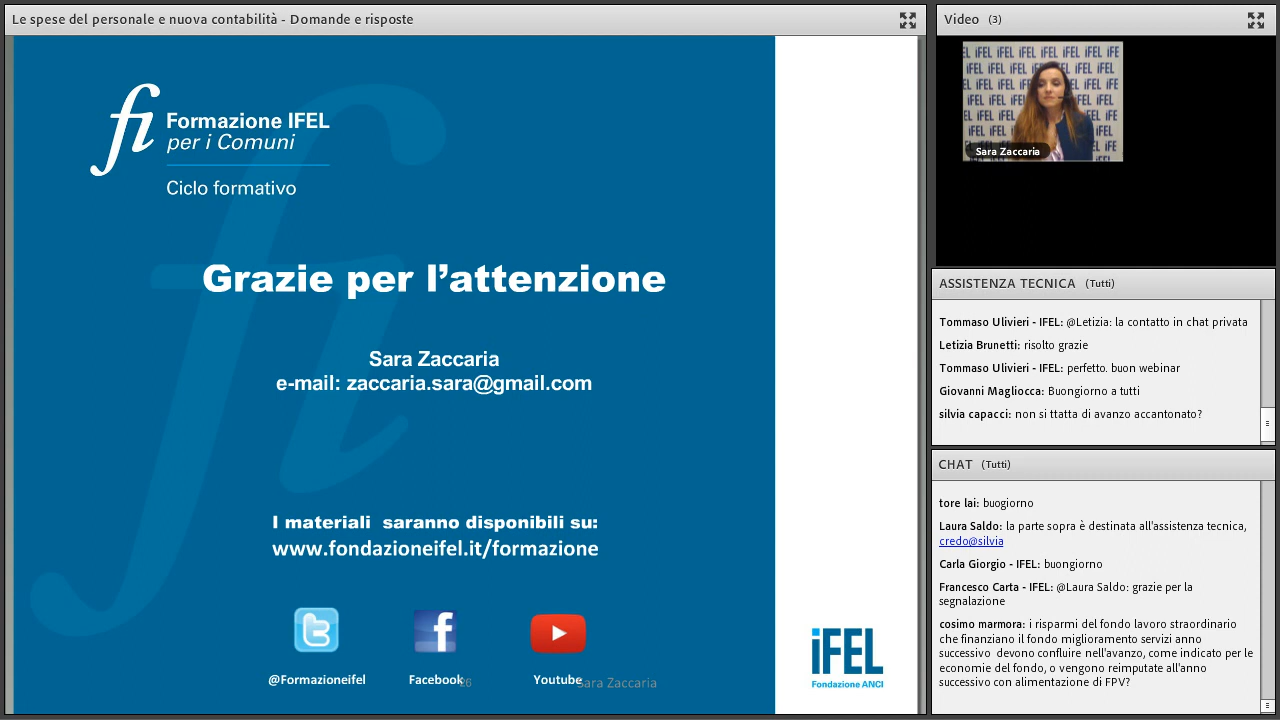 Le spese del personale e nuova contabilità - Domande e risposte
fi
Formazione IFEL
per i Comuni
Ciclo formativo
Grazie per l'attenzione
Sara Zaccaria
e-mail: zaccaria.sara@gmail.com
I materiali saranno disponibili su:
www.fondazioneifel.it/formazione
@Formazioneifel
Facebook
26
Youtube
Sara Zaccaria
iFEL
Fondazione ANCI
Video (3)
Sara Zaccaria
ASSISTENZA TECNICA (Tutti)
Tommaso Ulivieri - IFEL: @Letizia: la contatto in chat privata
Letizia Brunetti: risolto grazie
Tommaso Ulivieri - IFEL: perfetto. buon webinar
Giovanni Magliocca: Buongiorno a tutti
silvia capacci: non si ttatta di avanzo accantonato?
CHAT (Tutti)
tore lai: buogiorno
Laura Saldo: la parte sopra è destinata all'assistenza tecnica,
credo@silvia
Carla Giorgio - IFEL: buongiorno
Francesco Carta - IFEL: @Laura Saldo: grazie per la
segnalazione
cosimo marmora: i risparmi del fondo lavoro straordinario
che finanziano il fondo miglioramento servizi anno
successivo devono confluire nell'avanzo, come indicato per le
economie del fondo, o vengono reimputate all'anno
successivo con alimentazione di FPV?